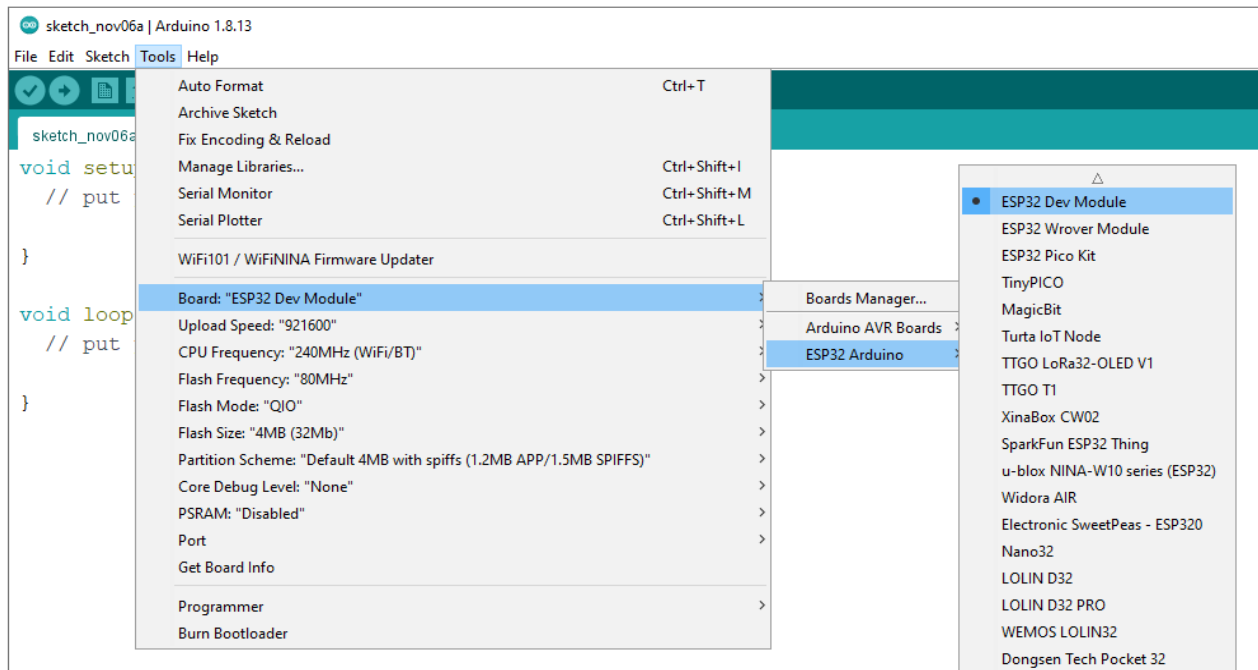 sketch_nov06a | Arduino 1.8.13
File Edit Sketch Tools Help
sketch_nov06a
void setu
// put
}
void loop
// put
}
Auto Format Ctrl+T
Archive Sketch
Fix Encoding & Reload
Manage Libraries... Ctrl+Shift+I
Serial Monitor Ctrl+Shift+M
Serial Plotter Ctrl+Shift+L
WiFi101 / WiFiNINA Firmware Updater
Board: "ESP32 Dev Module"
Upload Speed: "921600"
CPU Frequency: "240MHz (WiFi/BT)"
Flash Frequency: "80MHz"
Flash Mode: "QIO"
Flash Size: "4MB (32Mb)"
Partition Scheme: "Default 4MB with spiffs (1.2MB APP/1.5MB SPIFFS)"
Core Debug Level: "None"
PSRAM: "Disabled"
Port
Get Board Info
Programmer
Burn Bootloader
Boards Manager...
Arduino AVR Boards
ESP32 Arduino
ESP32 Dev Module
ESP32 Wrover Module
ESP32 Pico Kit
TinyPICO
MagicBit
Turta IoT Node
TTGO LoRa32-OLED V1
TTGO T1
XinaBox CW02
SparkFun ESP32 Thing
u-blox NINA-W10 series (ESP32)
Widora AIR
Electronic SweetPeas - ESP320
Nano32
LOLIN D32
LOLIN D32 PRO
WEMOS LOLIN32
Dongsen Tech Pocket 32